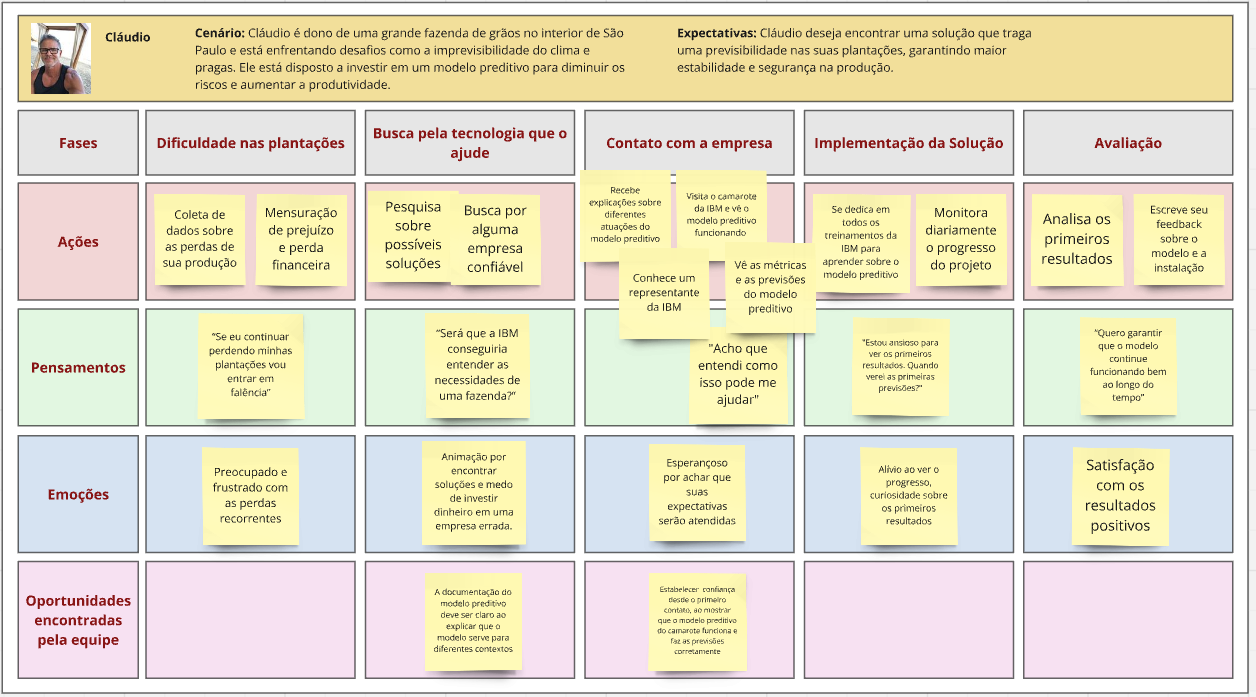 Cláudio
Cenário: Cláudio é dono de uma grande fazenda de grãos no interior de São
Paulo e está enfrentando desafios como a imprevisibilidade do clima e
pragas. Ele está disposto a investir em um modelo preditivo para diminuir os
riscos e aumentar a produtividade.
Expectativas: Cláudio deseja encontrar uma solução que traga
uma previsibilidade nas suas plantações, garantindo maior
estabilidade e segurança na produção.
Fases
Dificuldade nas plantações
Busca pela tecnologia que o
ajude
Contato com a empresa
Implementação da Solução
Avaliação
Ações
Coleta de
dados sobre
as perdas de
sua produção
Mensuração
de prejuízo
e perda
financeira
Pesquisa
sobre
possíveis
soluções
Busca por
alguma
empresa
confiável
Recebe
explicações sobre
diferentes
atuações do
modelo preditivo
Visita o camarote
da IBM e vê o
modelo preditivo
funcionando
Conhece um
representante
da IBM
Vê as métricas
e as previsões
do modelo
preditivo
Se dedica em
todos os
treinamentos da
IBM para
aprender sobre o
modelo preditivo
Monitora
diariamente
o progresso
do projeto
Analisa os
primeiros
resultados
Escreve seu
feedback
sobre o
modelo e a
instalação
Pensamentos
“Se eu continuar
perdendo minhas
plantações vou
entrar em
falência”
“Será que a IBM
conseguiria
entender as
necessidades de
uma fazenda?”
"Acho que
entendi como
isso pode me
ajudar"
"Estou ansioso para
ver os primeiros
resultados. Quando
verei as primeiras
previsões?"
“Quero garantir
que o modelo
continue
funcionando bem
ao longo do
tempo”
Emoções
Preocupado e
frustrado com
as perdas
recorrentes
Animação por
encontrar
soluções e medo
de investir
dinheiro em uma
empresa errada.
Esperançoso
por achar que
suas
expectativas
serão atendidas
Alívio ao ver o
progresso,
curiosidade sobre
os primeiros
resultados
Satisfação
com os
resultados
positivos
Oportunidades
encontradas
pela equipe
A documentação do
modelo preditivo
deve ser claro ao
explicar que o
modelo serve para
diferentes contextos
Estabelecer confiança
desde o primeiro
contato, ao mostrar
que o modelo preditivo
do camarote funciona e
faz as previsões
corretamente